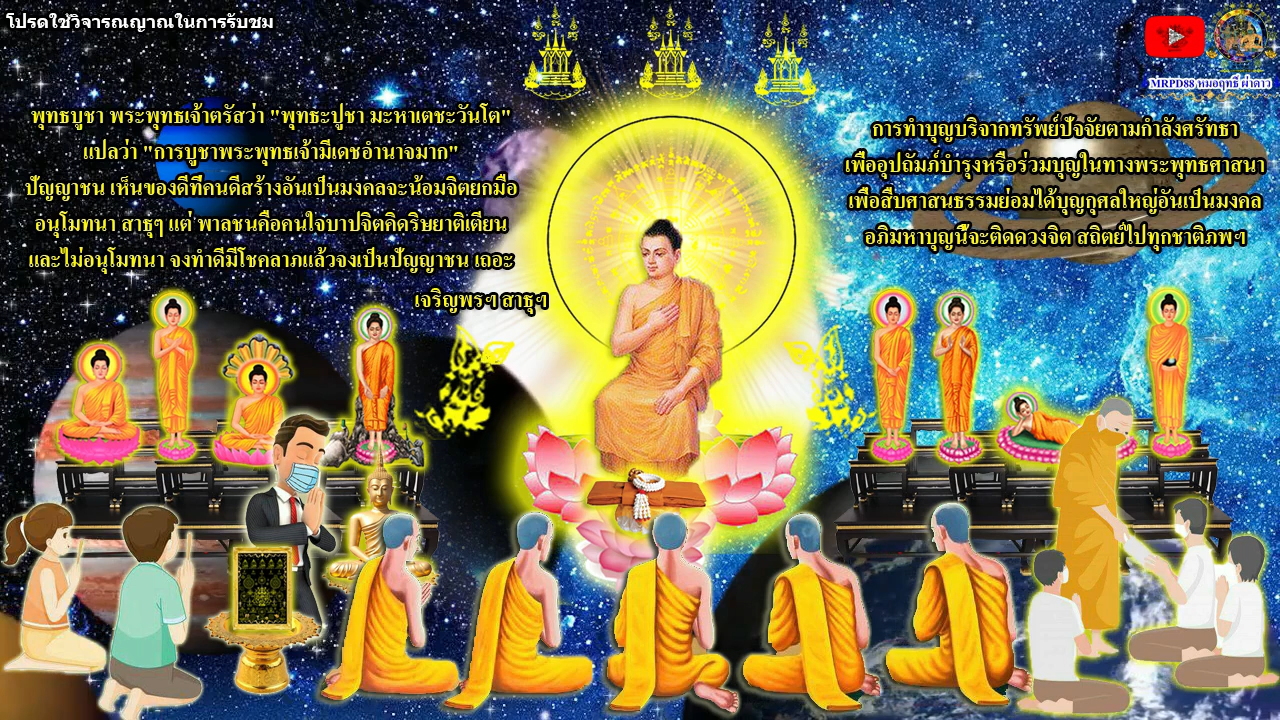 โปรดใช้วิจารณญาณในการรับชม
MRPD88 หมอฤทธิ์ ฝ่าดาว
พุทธบูชา พระพุทธเจ้าตรัสว่า "พุทธะปูชา มะหาเตชะวันโต"
แปลว่า "การบูชาพระพุทธเจ้ามีเดชอำนาจมาก"
ปัญญาชน เห็นของดีที่คนดีสร้างอันเป็นมงคลจะน้อมจิตยกมือ
อนุโมทนา สาธุๆ แต่ พาลชนคือคนใจบาปจิตคิดริษยาติเตียน
และไม่อนุโมทนา จงทำดีมีโชคลาภแล้วจงเป็นปัญญาชน เถอะ
เจริญพรฯ สาธุฯ
การทำบุญบริจากทรัพย์ปัจจัยตามกำลังศรัทธา
เพื่ออุปถัมภ์บำรุงหรือร่วมบุญในทางพระพุทธศาสนา
เพื่อสืบศาสนธรรมย่อมได้บุญกุศลใหญ่อันเป็นมงคล
อภิมหาบุญนี้จะติดดวงจิต สถิตย์ไปทุกชาติภพฯ